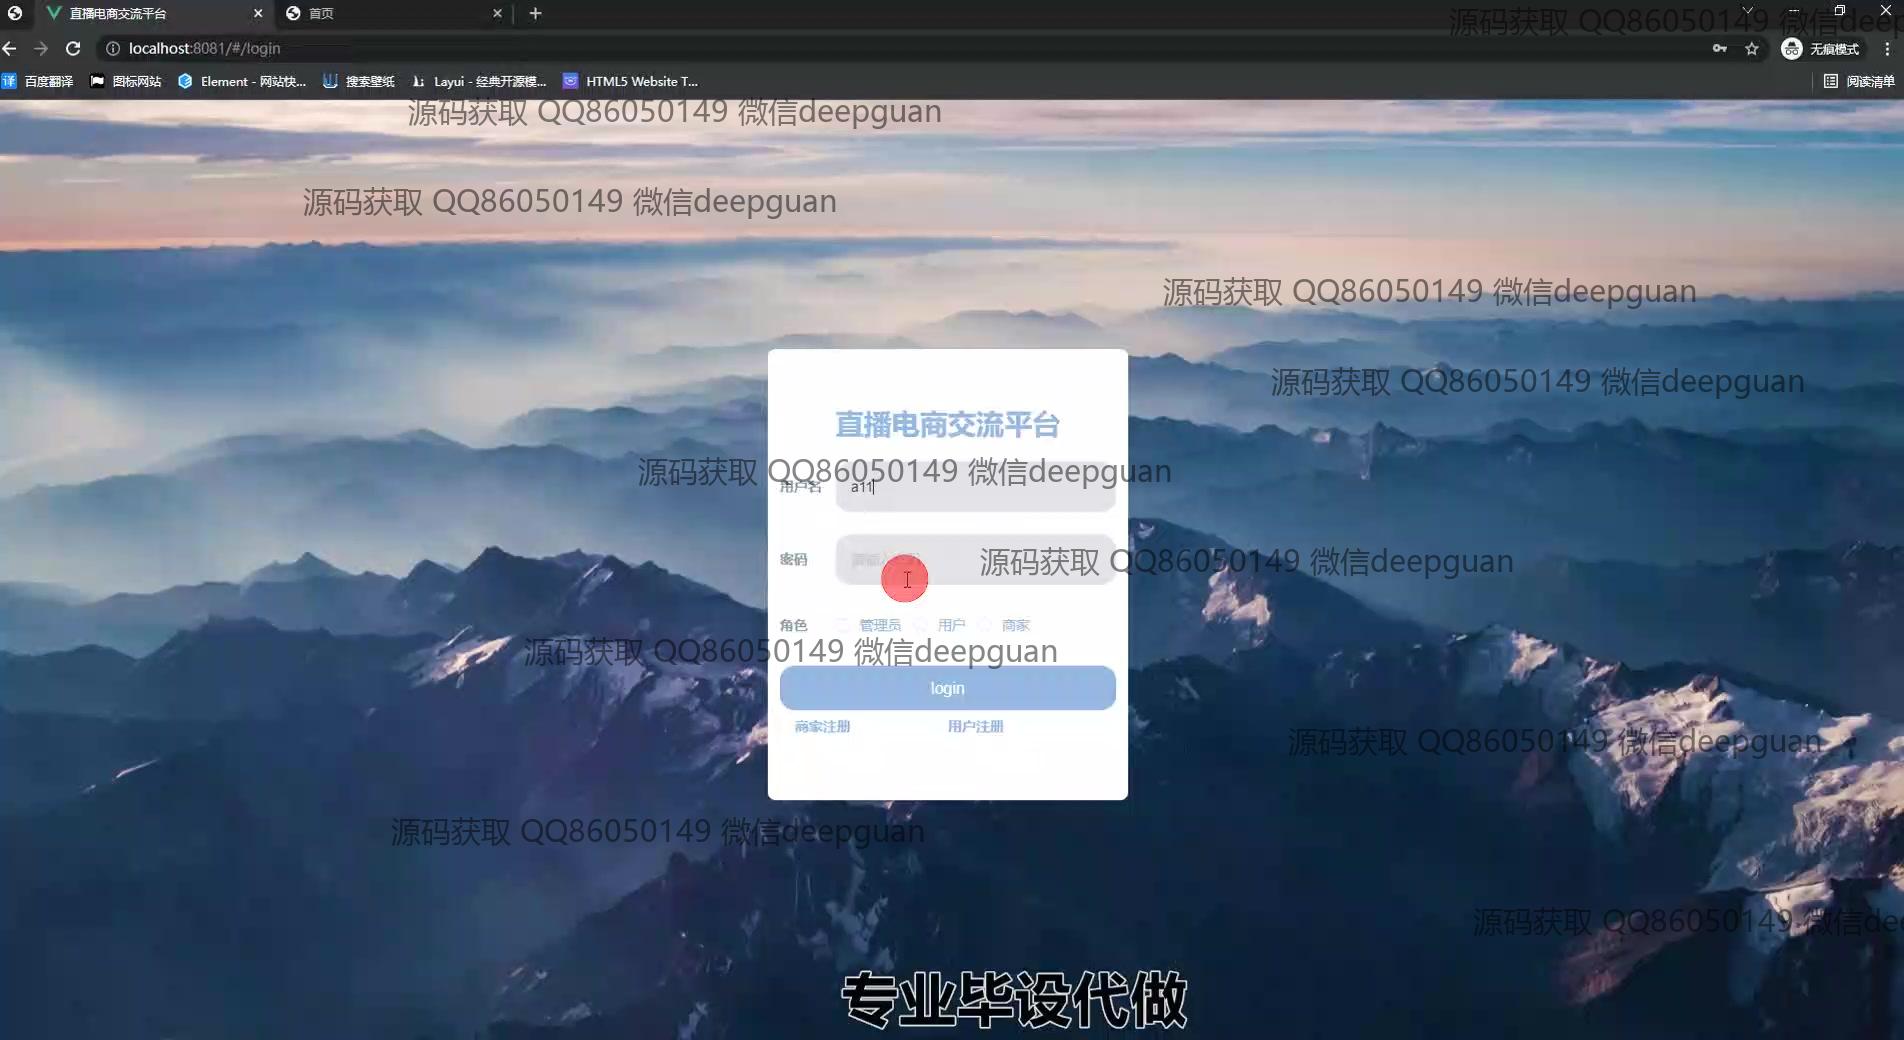 直播电商交流平台
首页
localhost:8081/#/login
无痕模式
百度翻译
图标网站
Element - 网站快...
搜索壁纸
Layui - 经典开源模...
HTML5 Website T...
阅读清单
源码获取 QQ86050149 微信deep
源码获取 QQ86050149 微信deepguan
源码获取 QQ86050149 微信deepguan
源码获取 QQ86050149 微信deepguan
源码获取 QQ86050149 微信deepguan
直播电商交流平台
源码获取 QQ86050149 微信deepguan
用户名
a11
密码
源码获取 QQ86050149 微信deepguan
角色
管理员
用户
商家
源码获取 QQ86050149 微信deepguan
login
商家注册
用户注册
源码获取 QQ86050149 微信deepguan
源码获取 QQ86050149 微信deepguan
源码获取 QQ86050149 微信dee
专业毕设代做